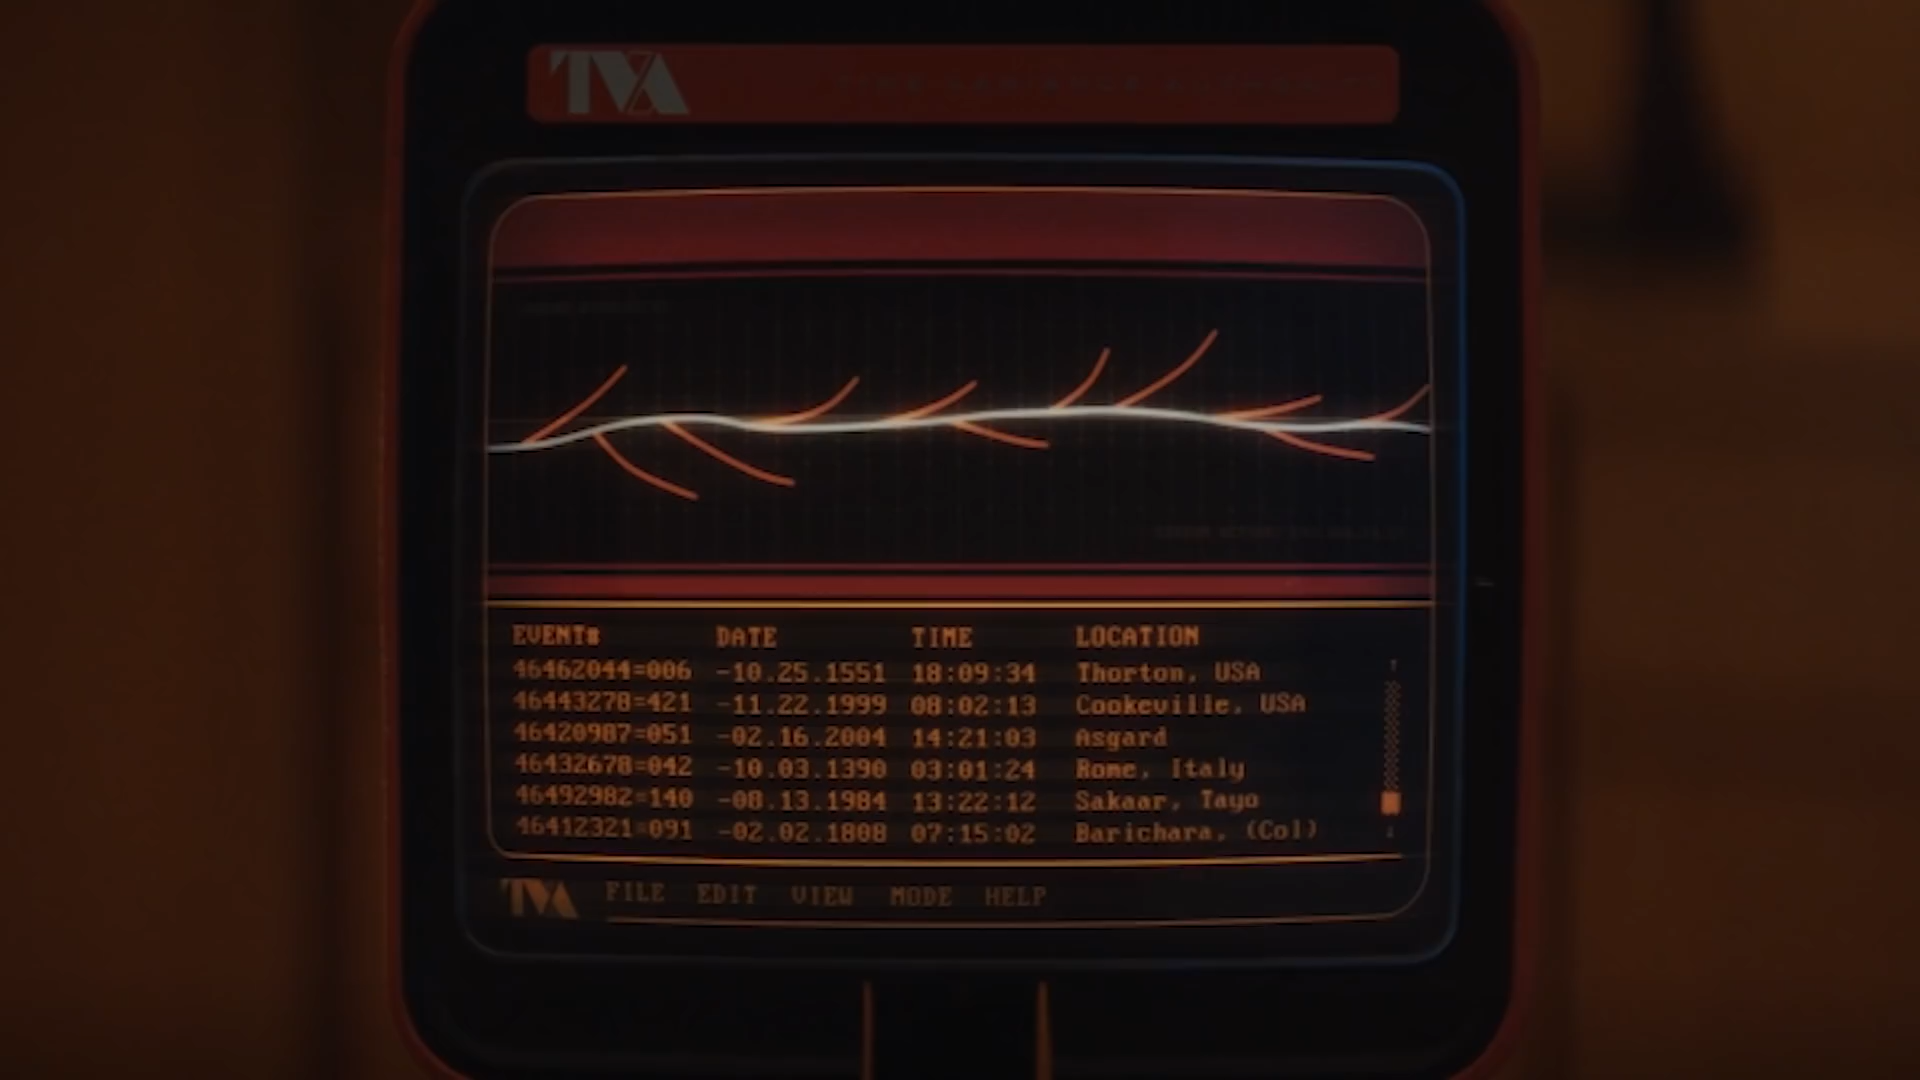 TVA
EVENT# DATE TIME LOCATION
46462044=006 -10.25.1551 18:09:34 Thorton, USA
46443278=421 -11.22.1999 08:02:13 Cookeville, USA
46420987=051 -02.16.2004 14:21:03 Asgard
46432678=042 -10.03.1390 03:01:24 Rome, Italy
46492982=140 -08.13.1984 13:22:12 Sakaar, Tayo
46412321=091 -02.02.1808 07:15:02 Barichara, (Col)
TVA FILE EDIT VIEW MODE HELP